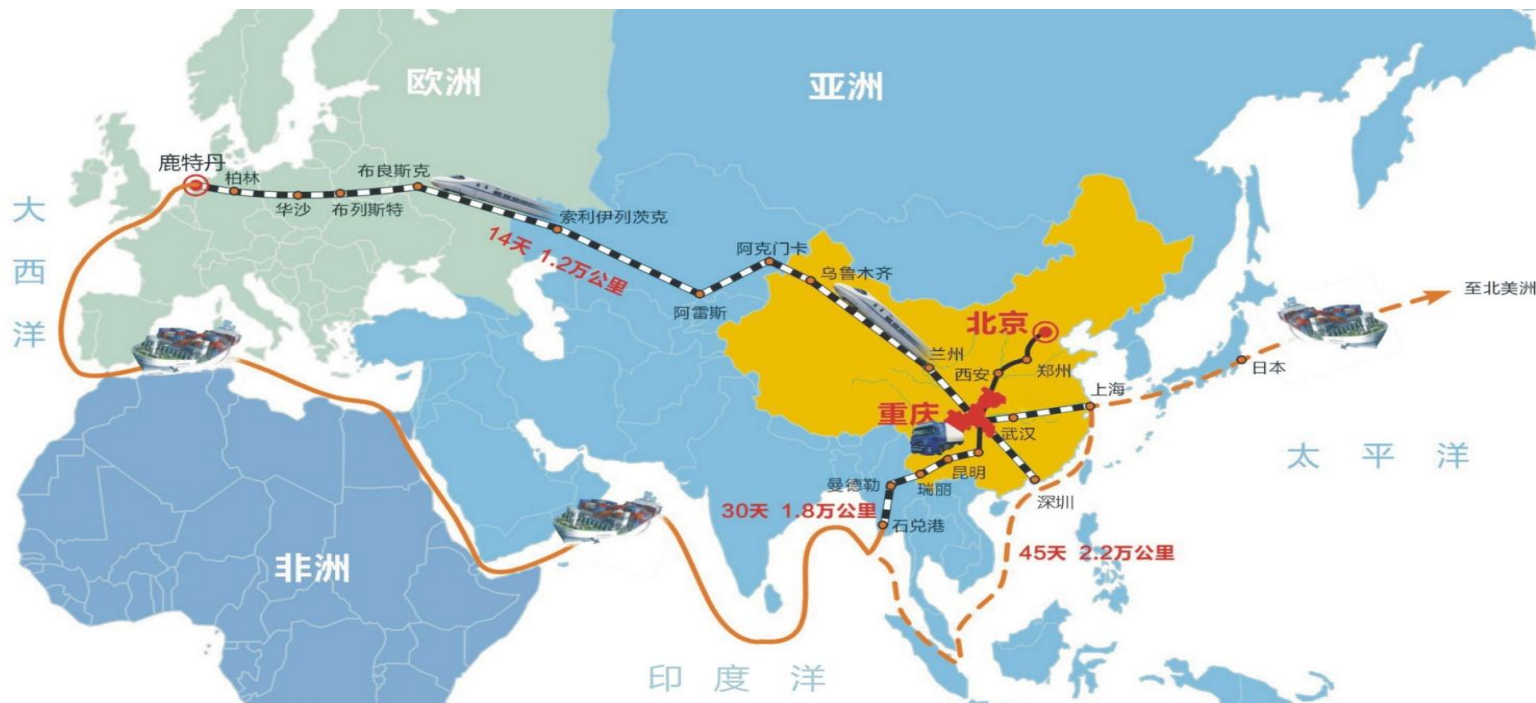 欧洲
亚洲
鹿特丹
柏林
华沙
布列斯特
布良斯克
索利伊列茨克
14天 1.2万公里
阿雷斯
阿克门卡
乌鲁木齐
兰州
北京
西安
郑州
重庆
武汉
上海
日本
至北美洲
大西洋
太平洋
昆明
瑞丽
曼德勒
石兑港
深圳
30天 1.8万公里
45天 2.2万公里
非洲
印度洋